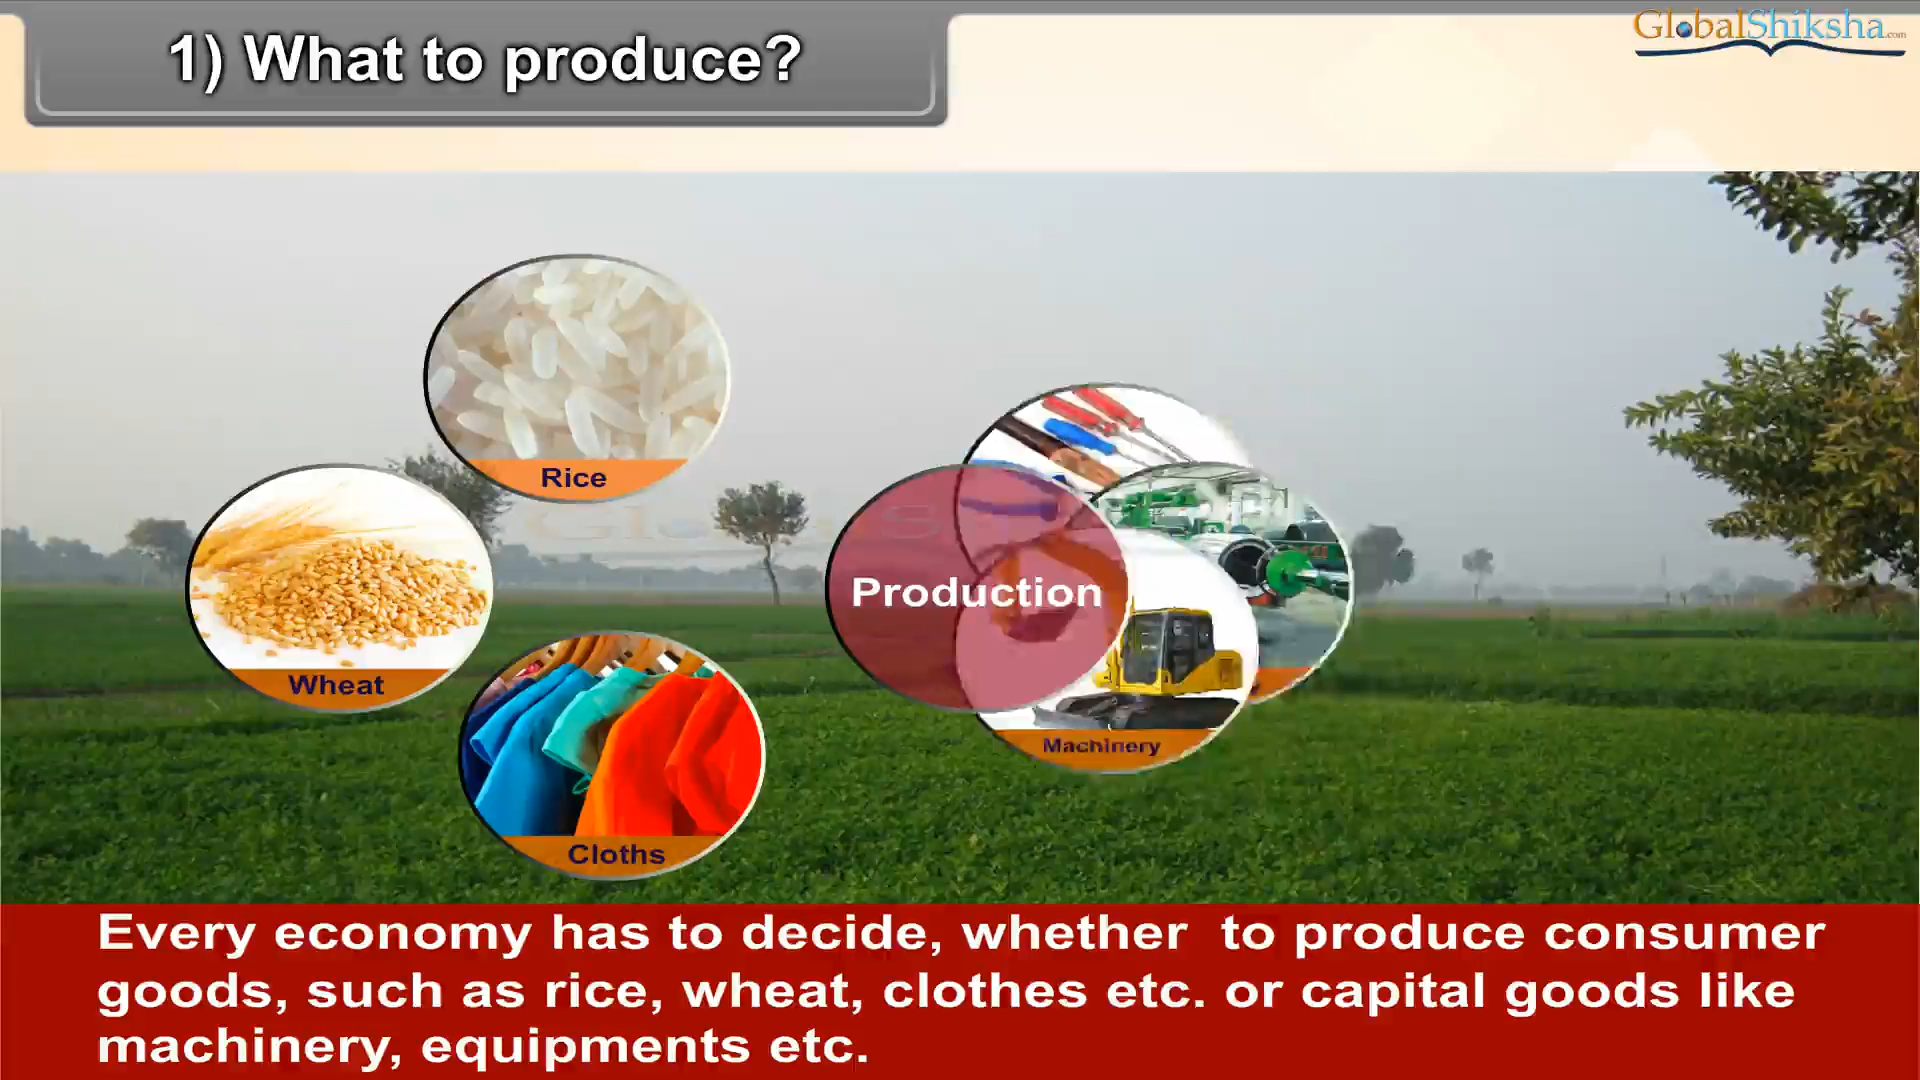 1) What to produce?
GlobalShiksha.com
Rice
Wheat
Production
Machinery
Cloths
Every economy has to decide, whether to produce consumer
goods, such as rice, wheat, clothes etc. or capital goods like
machinery, equipments etc.